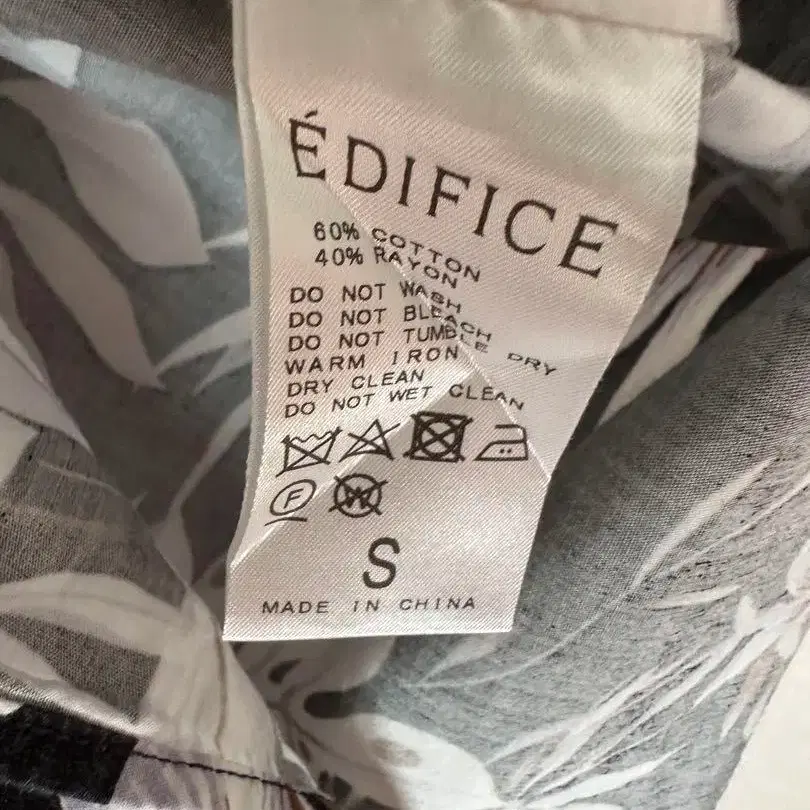 ÉDIFICE
60% COTTON
40% RAYON
DO NOT WASH
DO NOT BLEACH
DO NOT TUMBLE DRY
WARM IRON
DRY CLEAN
DO NOT WET CLEAN
F W
S
MADE IN CHINA